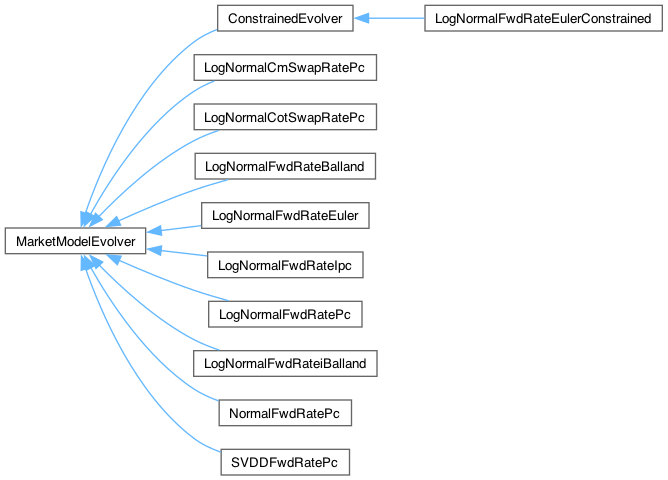 ConstrainedEvolver
LogNormalFwdRateEulerConstrained
LogNormalCmSwapRatePc
LogNormalCotSwapRatePc
LogNormalFwdRateBalland
LogNormalFwdRateEuler
MarketModelEvolver
LogNormalFwdRateIpc
LogNormalFwdRatePc
LogNormalFwdRateiBalland
NormalFwdRatePc
SVDDFwdRatePc